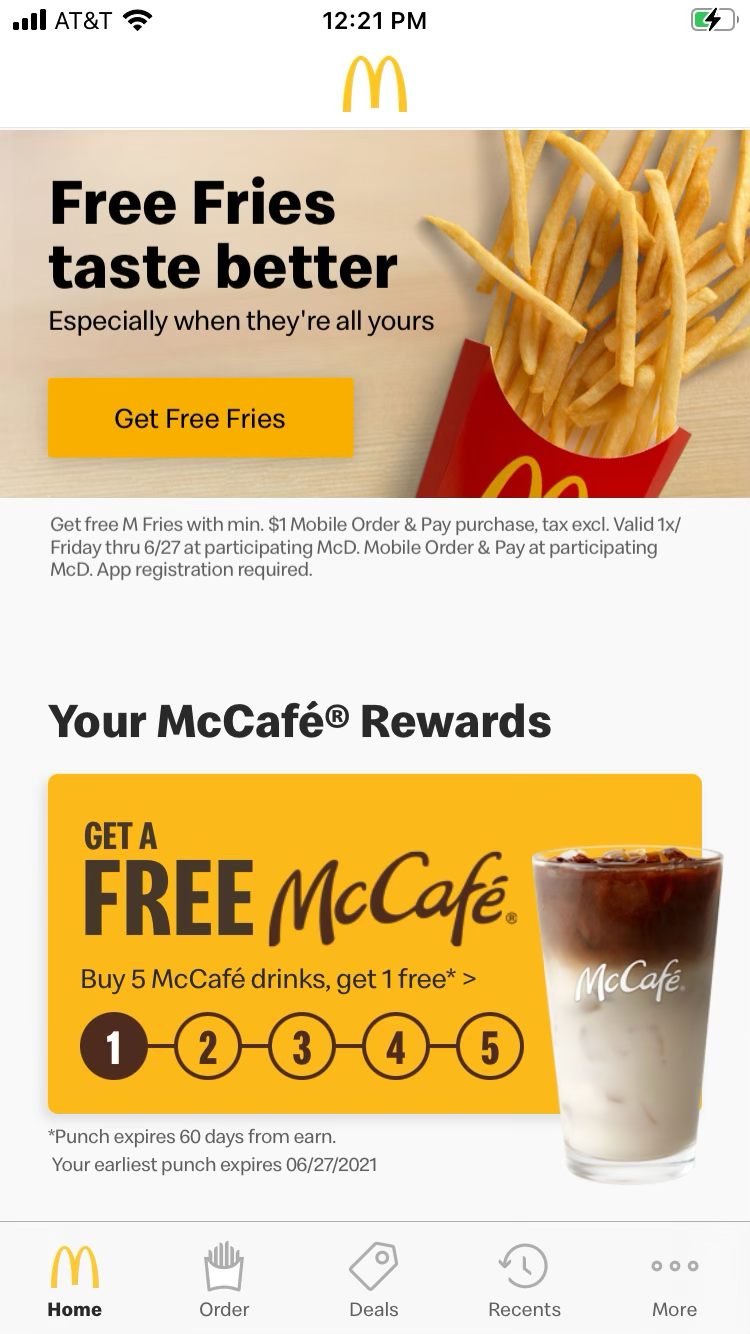 AT&T
12:21 PM
Free Fries
taste better
Especially when they're all yours
Get Free Fries
Get free M Fries with min. $1 Mobile Order & Pay purchase, tax excl. Valid 1x/
Friday thru 6/27 at participating McD. Mobile Order & Pay at participating
McD. App registration required.
Your McCafé® Rewards
GET A
FREE McCafé®
Buy 5 McCafé drinks, get 1 free* >
McCafé®
1 2 3 4 5
*Punch expires 60 days from earn.
Your earliest punch expires 06/27/2021
Home Order Deals Recents More